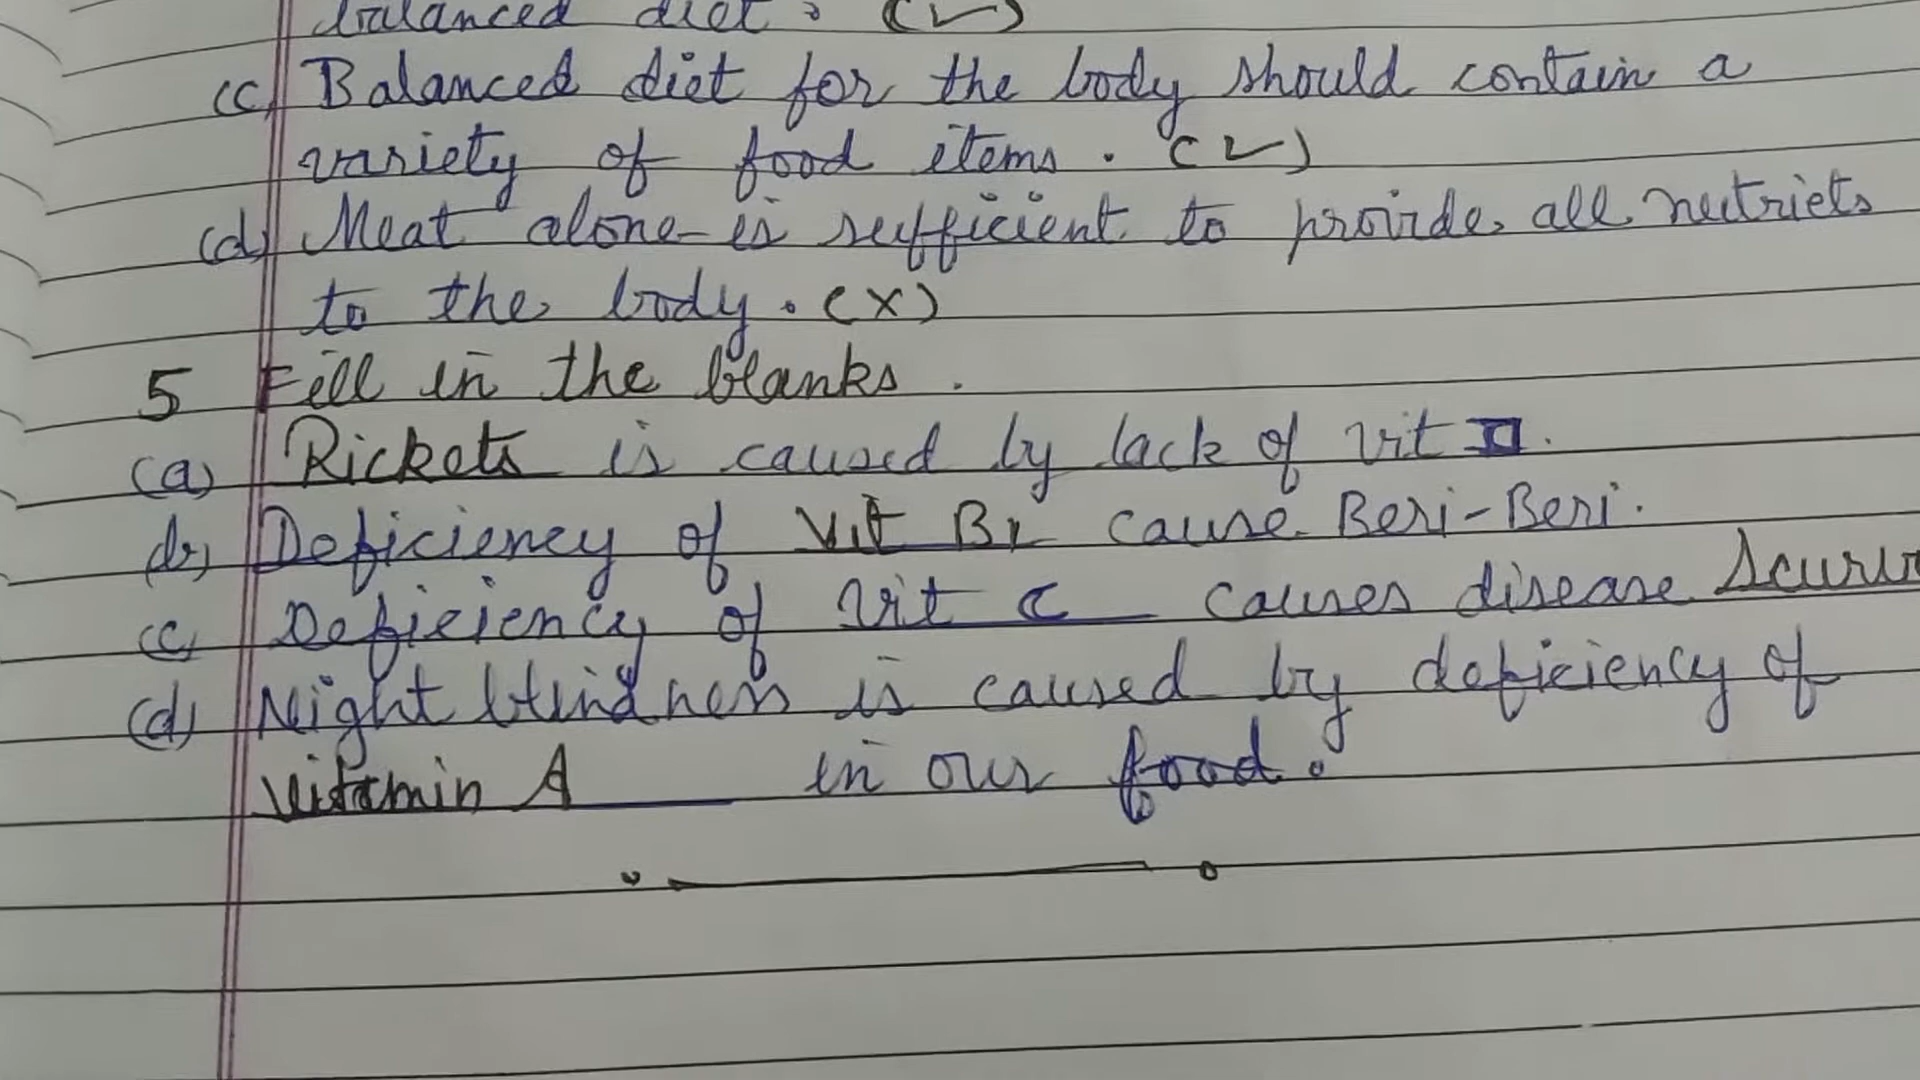 balanced diet. (✓)
(c) Balanced diet for the body should contain a
variety of food items. (✓)
(d) Meat alone is sufficient to proide all nutriets
to the body. (X)
5 Fill in the blanks.
(a) Rickets is caused by lack of vit D.
(b) Deficiency of Vit B1 cause Beri-Beri.
(c) Deficiency of Vit C causes disease
(d) Night blindness is caused by deficiency of
Vitamin A in our food.